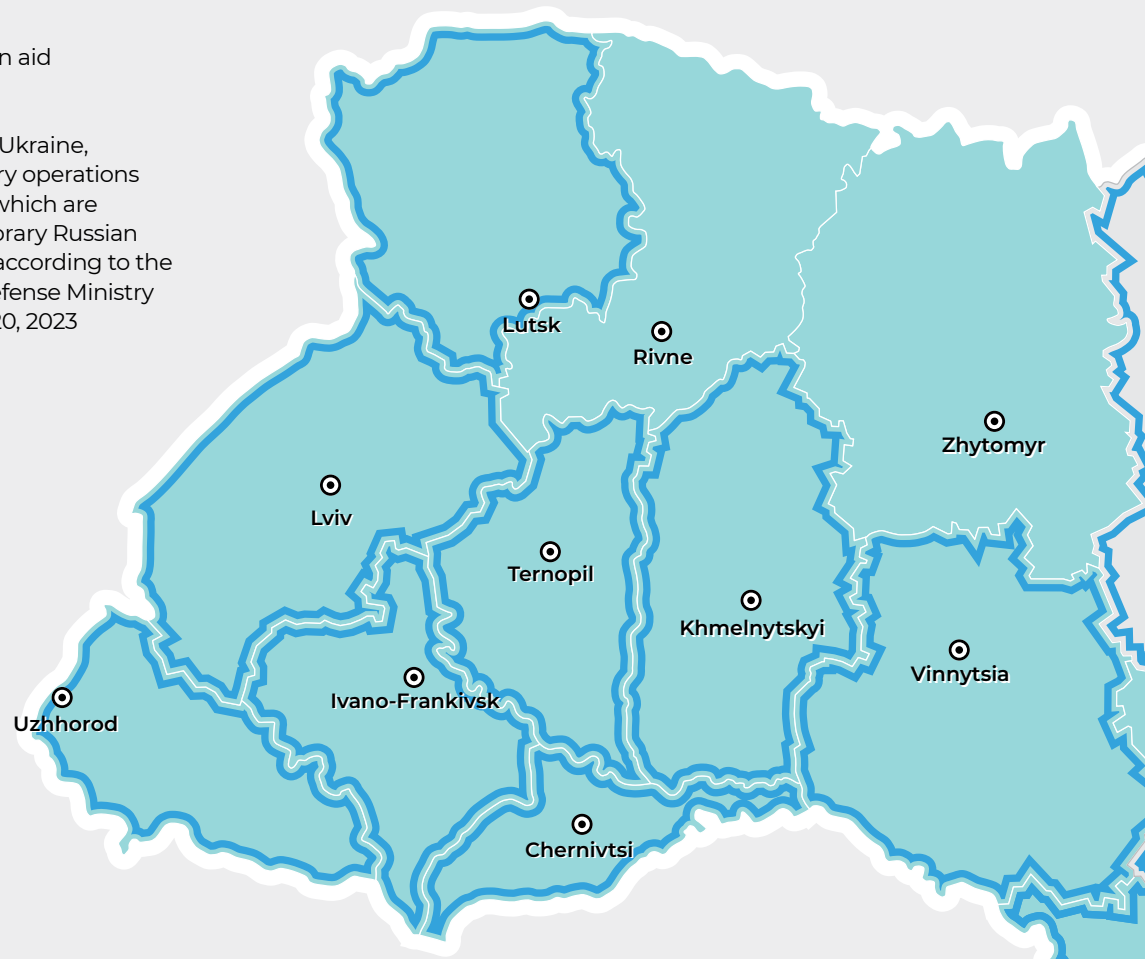 n aid
Ukraine,
ry operations
which are
orary Russian
according to the
efense Ministry
20, 2023
Lutsk
Rivne
Zhytomyr
Lviv
Ternopil
Khmelnytskyi
Vinnytsia
Ivano-Frankivsk
Uzhhorod
Chernivtsi